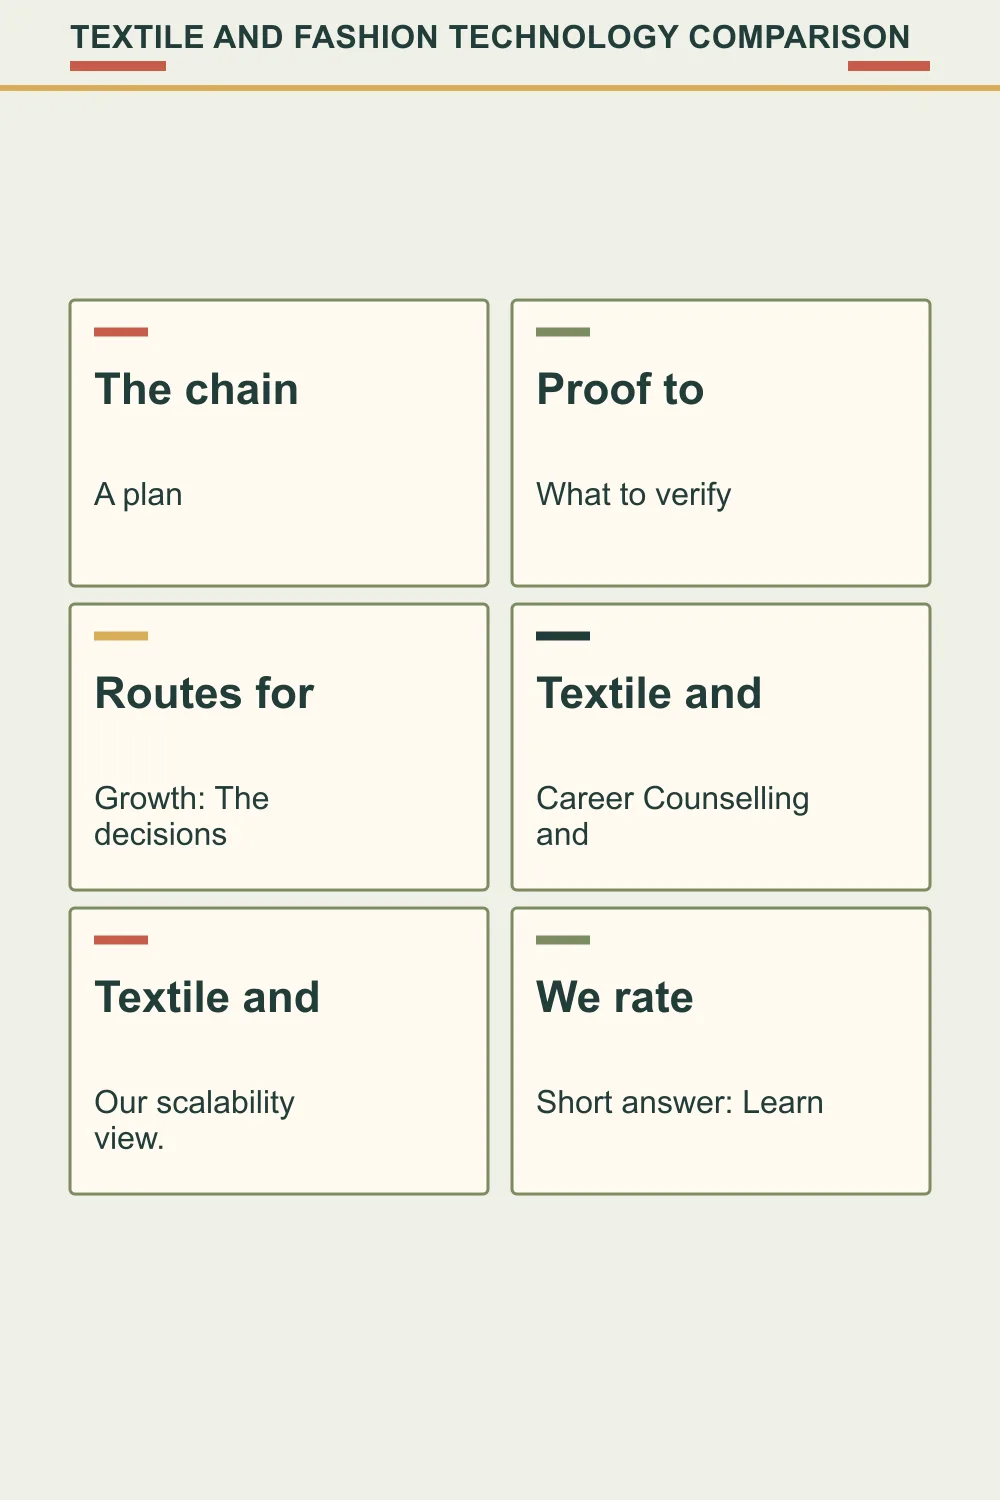 TEXTILE AND FASHION TECHNOLOGY COMPARISON
The chain
A plan
Proof to
What to verify
Routes for
Growth: The
decisions
Textile and
Career Counselling
and
Textile and
Our scalability
view.
We rate
Short answer: Learn